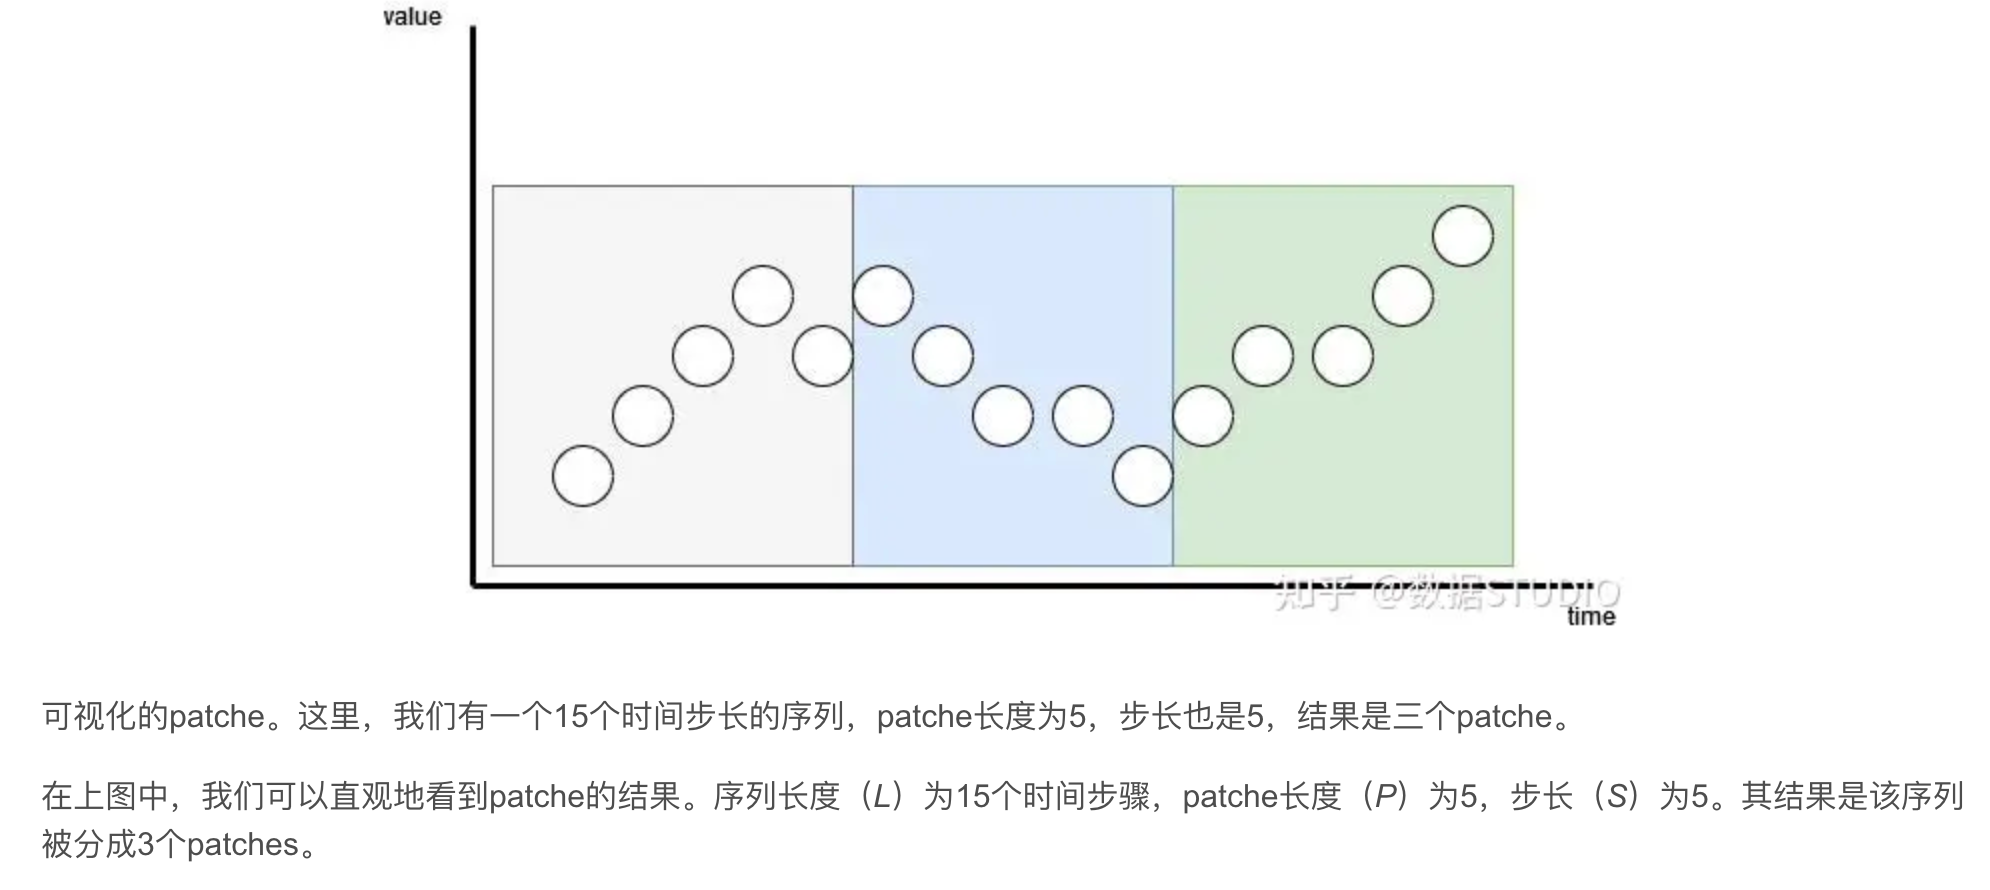 value
知乎 @数据STUDIO
time
可视化的patche。这里，我们有一个15个时间步长的序列，patche长度为5，步长也是5，结果是三个patche。
在上图中，我们可以直观地看到patche的结果。序列长度（L）为15个时间步骤，patche长度（P）为5，步长（S）为5。其结果是该序列
被分成3个patches。